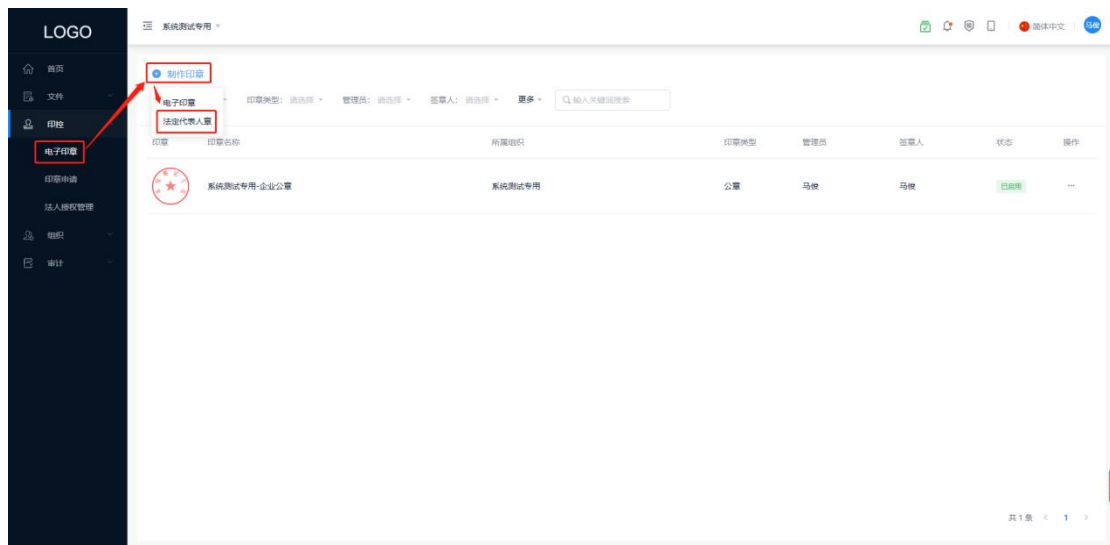 LOGO
系统测试专用
简体中文
马俊
首页
文件
印控
电子印章
印章申请
法人授权管理
组织
审计
制作印章
电子印章
法定代表人章
印章类型：请选择
管理员：请选择
签章人：请选择
更多
输入关键词搜索
印章 印章名称 所属组织 印章类型 管理员 签章人 状态 操作
系统测试专用-企业公章 系统测试专用 公章 马俊 马俊 已启用 ...
共1条 < 1 >